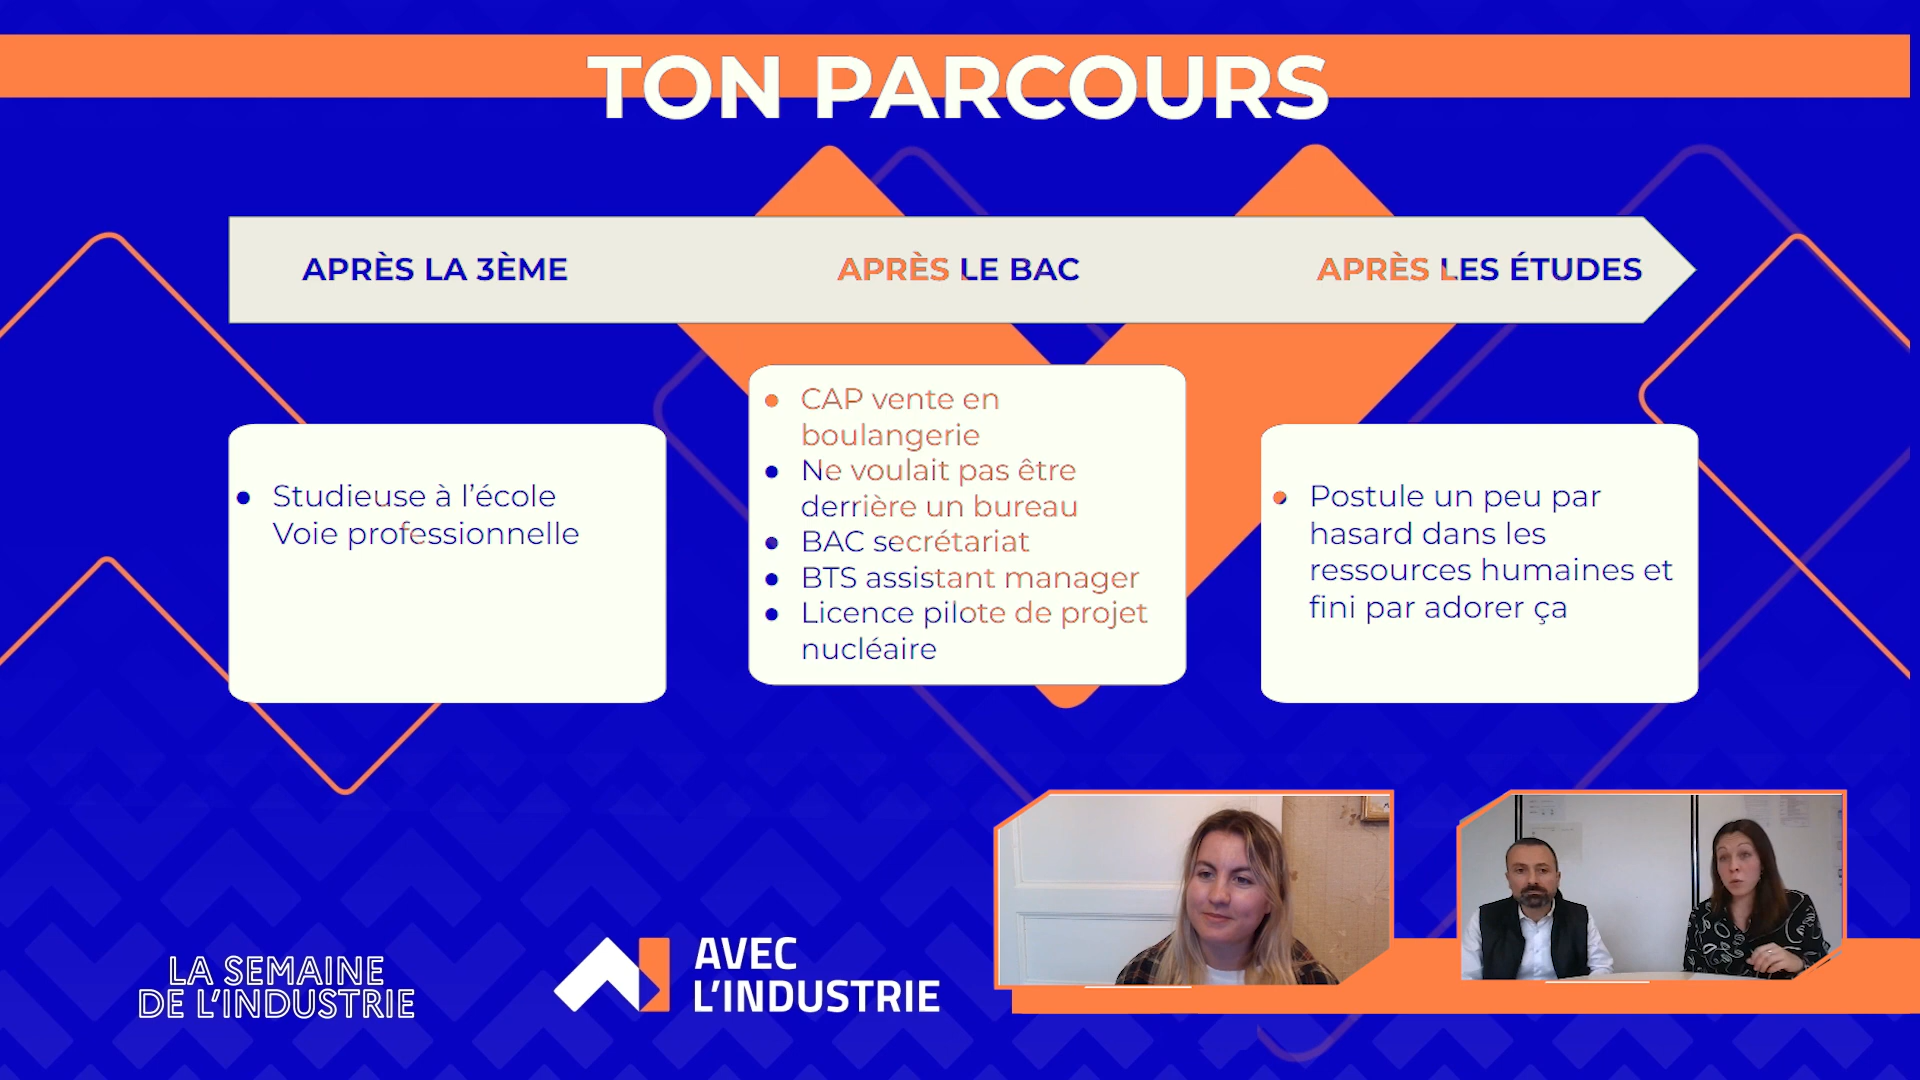 TON PARCOURS
APRÈS LA 3ÈME
APRÈS LE BAC
APRÈS LES ÉTUDES
• Studieuse à l’école
Voie professionnelle
• CAP vente en
boulangerie
• Ne voulait pas être
derrière un bureau
• BAC secrétariat
• BTS assistant manager
• Licence pilote de projet
nucléaire
• Postule un peu par
hasard dans les
ressources humaines et
fini par adorer ça
LA SEMAINE
DE L’INDUSTRIE
AVEC
L’INDUSTRIE